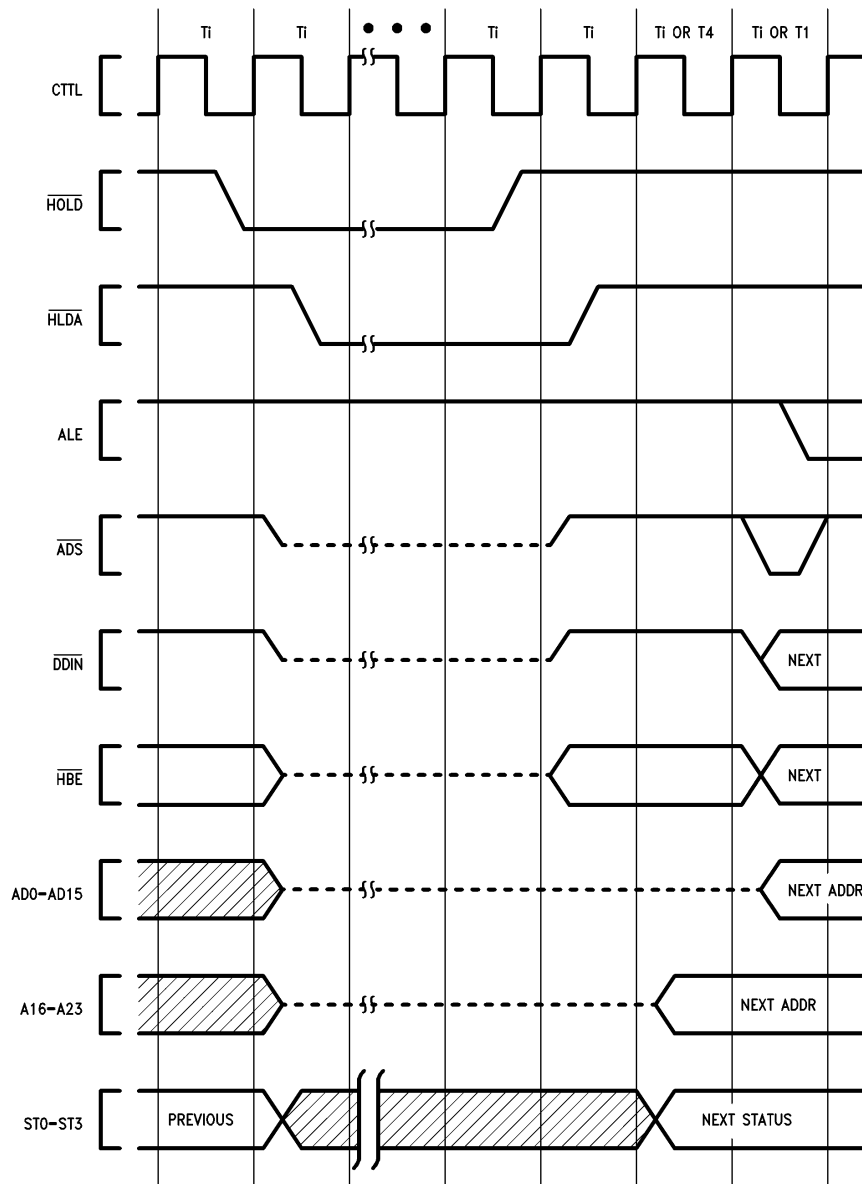 Ti Ti • • • Ti Ti Ti OR T4 Ti OR T1
CTTL
HOLD
HLDA
ALE
ADS
DDIN NEXT
HBE NEXT
AD0-AD15 NEXT ADDR
A16-A23 NEXT ADDR
ST0-ST3 PREVIOUS NEXT STATUS